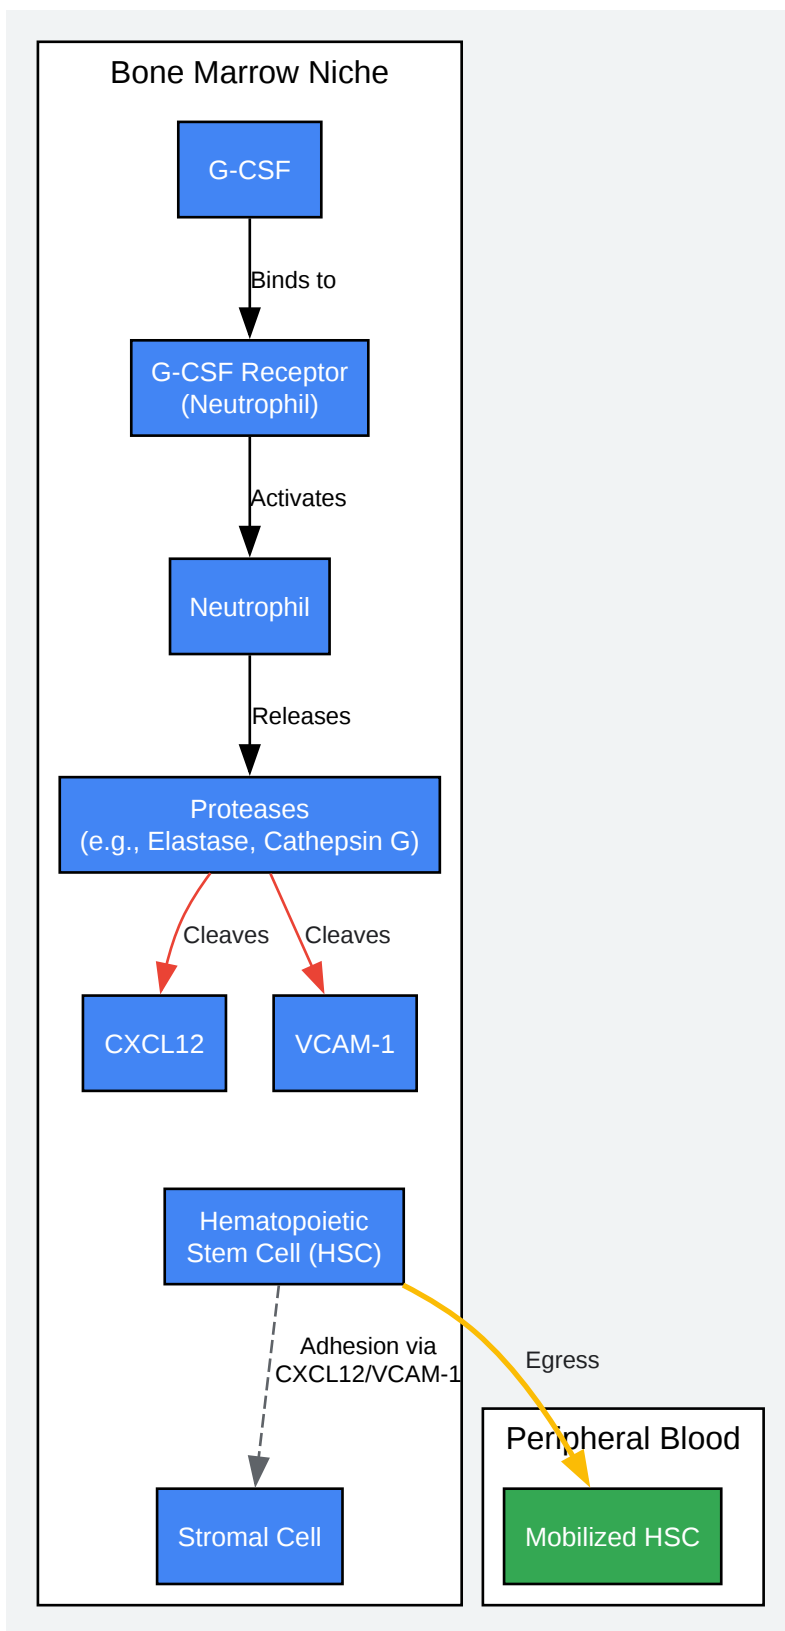 Bone Marrow Niche
G-CSF
Binds to
G-CSF Receptor
(Neutrophil)
Activates
Neutrophil
Releases
Proteases
(e.g., Elastase, Cathepsin G)
Cleaves
Cleaves
CXCL12
VCAM-1
Hematopoietic
Stem Cell (HSC)
Adhesion via
CXCL12/VCAM-1
Egress
Peripheral Blood
Stromal Cell
Mobilized HSC